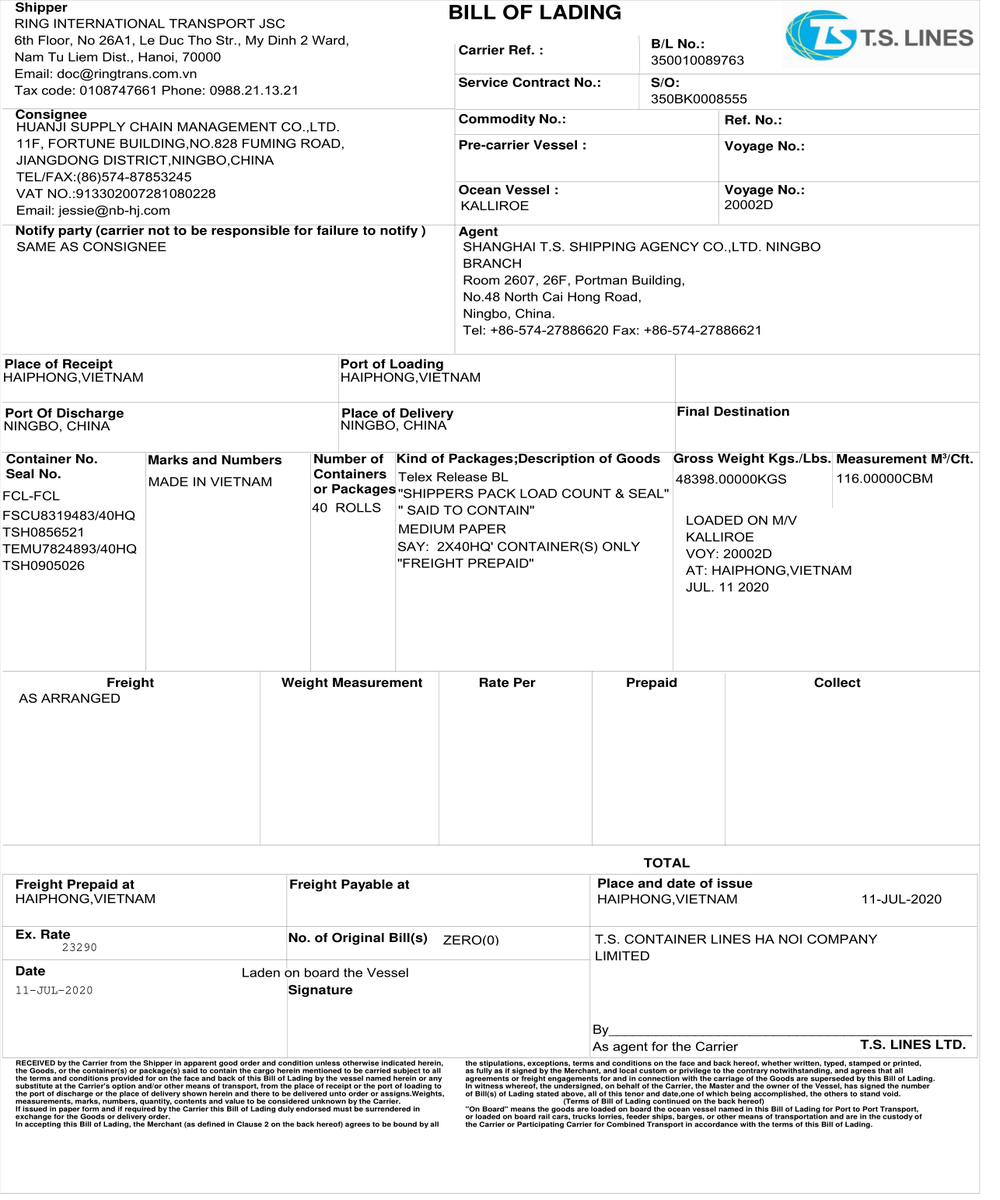 BILL OF LADING
TS T.S. LINES
Shipper
RING INTERNATIONAL TRANSPORT JSC
6th Floor, No 26A1, Le Duc Tho Str., My Dinh 2 Ward,
Nam Tu Liem Dist., Hanoi, 70000
Email: doc@ringtrans.com.vn
Tax code: 0108747661 Phone: 0988.21.13.21
Carrier Ref. :
B/L No.:
350010089763
Service Contract No.:
S/O:
350BK0008555
Consignee
HUANJI SUPPLY CHAIN MANAGEMENT CO.,LTD.
11F, FORTUNE BUILDING,NO.828 FUMING ROAD,
JIANGDONG DISTRICT,NINGBO,CHINA
TEL/FAX:(86)574-87853245
VAT NO.:913302007281080228
Email: jessie@nb-hj.com
Commodity No.:
Ref. No.:
Pre-carrier Vessel :
Voyage No.:
Ocean Vessel :
KALLIROE
Voyage No.:
20002D
Notify party (carrier not to be responsible for failure to notify )
SAME AS CONSIGNEE
Agent
SHANGHAI T.S. SHIPPING AGENCY CO.,LTD. NINGBO
BRANCH
Room 2607, 26F, Portman Building,
No.48 North Cai Hong Road,
Ningbo, China.
Tel: +86-574-27886620 Fax: +86-574-27886621
Place of Receipt
HAIPHONG,VIETNAM
Port of Loading
HAIPHONG,VIETNAM
Port Of Discharge
NINGBO, CHINA
Place of Delivery
NINGBO, CHINA
Final Destination
Container No.
Seal No.
FCL-FCL
FSCU8319483/40HQ
TSH0856521
TEMU7824893/40HQ
TSH0905026
Marks and Numbers
MADE IN VIETNAM
Number of
Containers
or Packages
40 ROLLS
Kind of Packages;Description of Goods
Telex Release BL
"SHIPPERS PACK LOAD COUNT & SEAL"
" SAID TO CONTAIN"
MEDIUM PAPER
SAY: 2X40HQ' CONTAINER(S) ONLY
"FREIGHT PREPAID"
Gross Weight Kgs./Lbs.
48398.00000KGS
Measurement M³/Cft.
116.00000CBM
LOADED ON M/V
KALLIROE
VOY: 20002D
AT: HAIPHONG,VIETNAM
JUL. 11 2020
Freight
AS ARRANGED
Weight Measurement
Rate Per
Prepaid
Collect
TOTAL
Freight Prepaid at
HAIPHONG,VIETNAM
Freight Payable at
Place and date of issue
HAIPHONG,VIETNAM 11-JUL-2020
Ex. Rate
23290
No. of Original Bill(s) ZERO(0)
T.S. CONTAINER LINES HA NOI COMPANY
LIMITED
Date
11-JUL-2020
Laden on board the Vessel
Signature
By
As agent for the Carrier T.S. LINES LTD.
RECEIVED by the Carrier from the Shipper in apparent good order and condition unless otherwise indicated herein,
the Goods, or the container(s) or package(s) said to contain the cargo herein mentioned to be carried subject to all
the terms and conditions provided for on the face and back of this Bill of Lading by the vessel named herein or any
substitute at the Carrier's option and/or other means of transport, from the place of receipt or the port of loading to
the port of discharge or the place of delivery shown herein and there to be delivered unto order or assigns.Weights,
measurements, marks, numbers, quantity, contents and value to be considered unknown by the Carrier.
If issued in paper form and if required by the Carrier this Bill of Lading duly endorsed must be surrendered in
exchange for the Goods or delivery order.
In accepting this Bill of Lading, the Merchant (as defined in Clause 2 on the back hereof) agrees to be bound by all
the stipulations, exceptions, terms and conditions on the face and back hereof, whether written, typed, stamped or printed,
as fully as if signed by the Merchant, and local custom or privilege to the contrary notwithstanding, and agrees that all
agreements or freight engagements for and in connection with the carriage of the Goods are superseded by this Bill of Lading.
In witness whereof, the undersigned, on behalf of the Carrier, the Master and the owner of the Vessel, has signed the number
of Bill(s) of Lading stated above, all of this tenor and date,one of which being accomplished, the others to stand void.
(Terms of Bill of Lading continued on the back hereof)
"On Board" means the goods are loaded on board the ocean vessel named in this Bill of Lading for Port to Port Transport,
or loaded on board rail cars, trucks lorries, feeder ships, barges, or other means of transportation and are in the custody of
the Carrier or Participating Carrier for Combined Transport in accordance with the terms of this Bill of Lading.